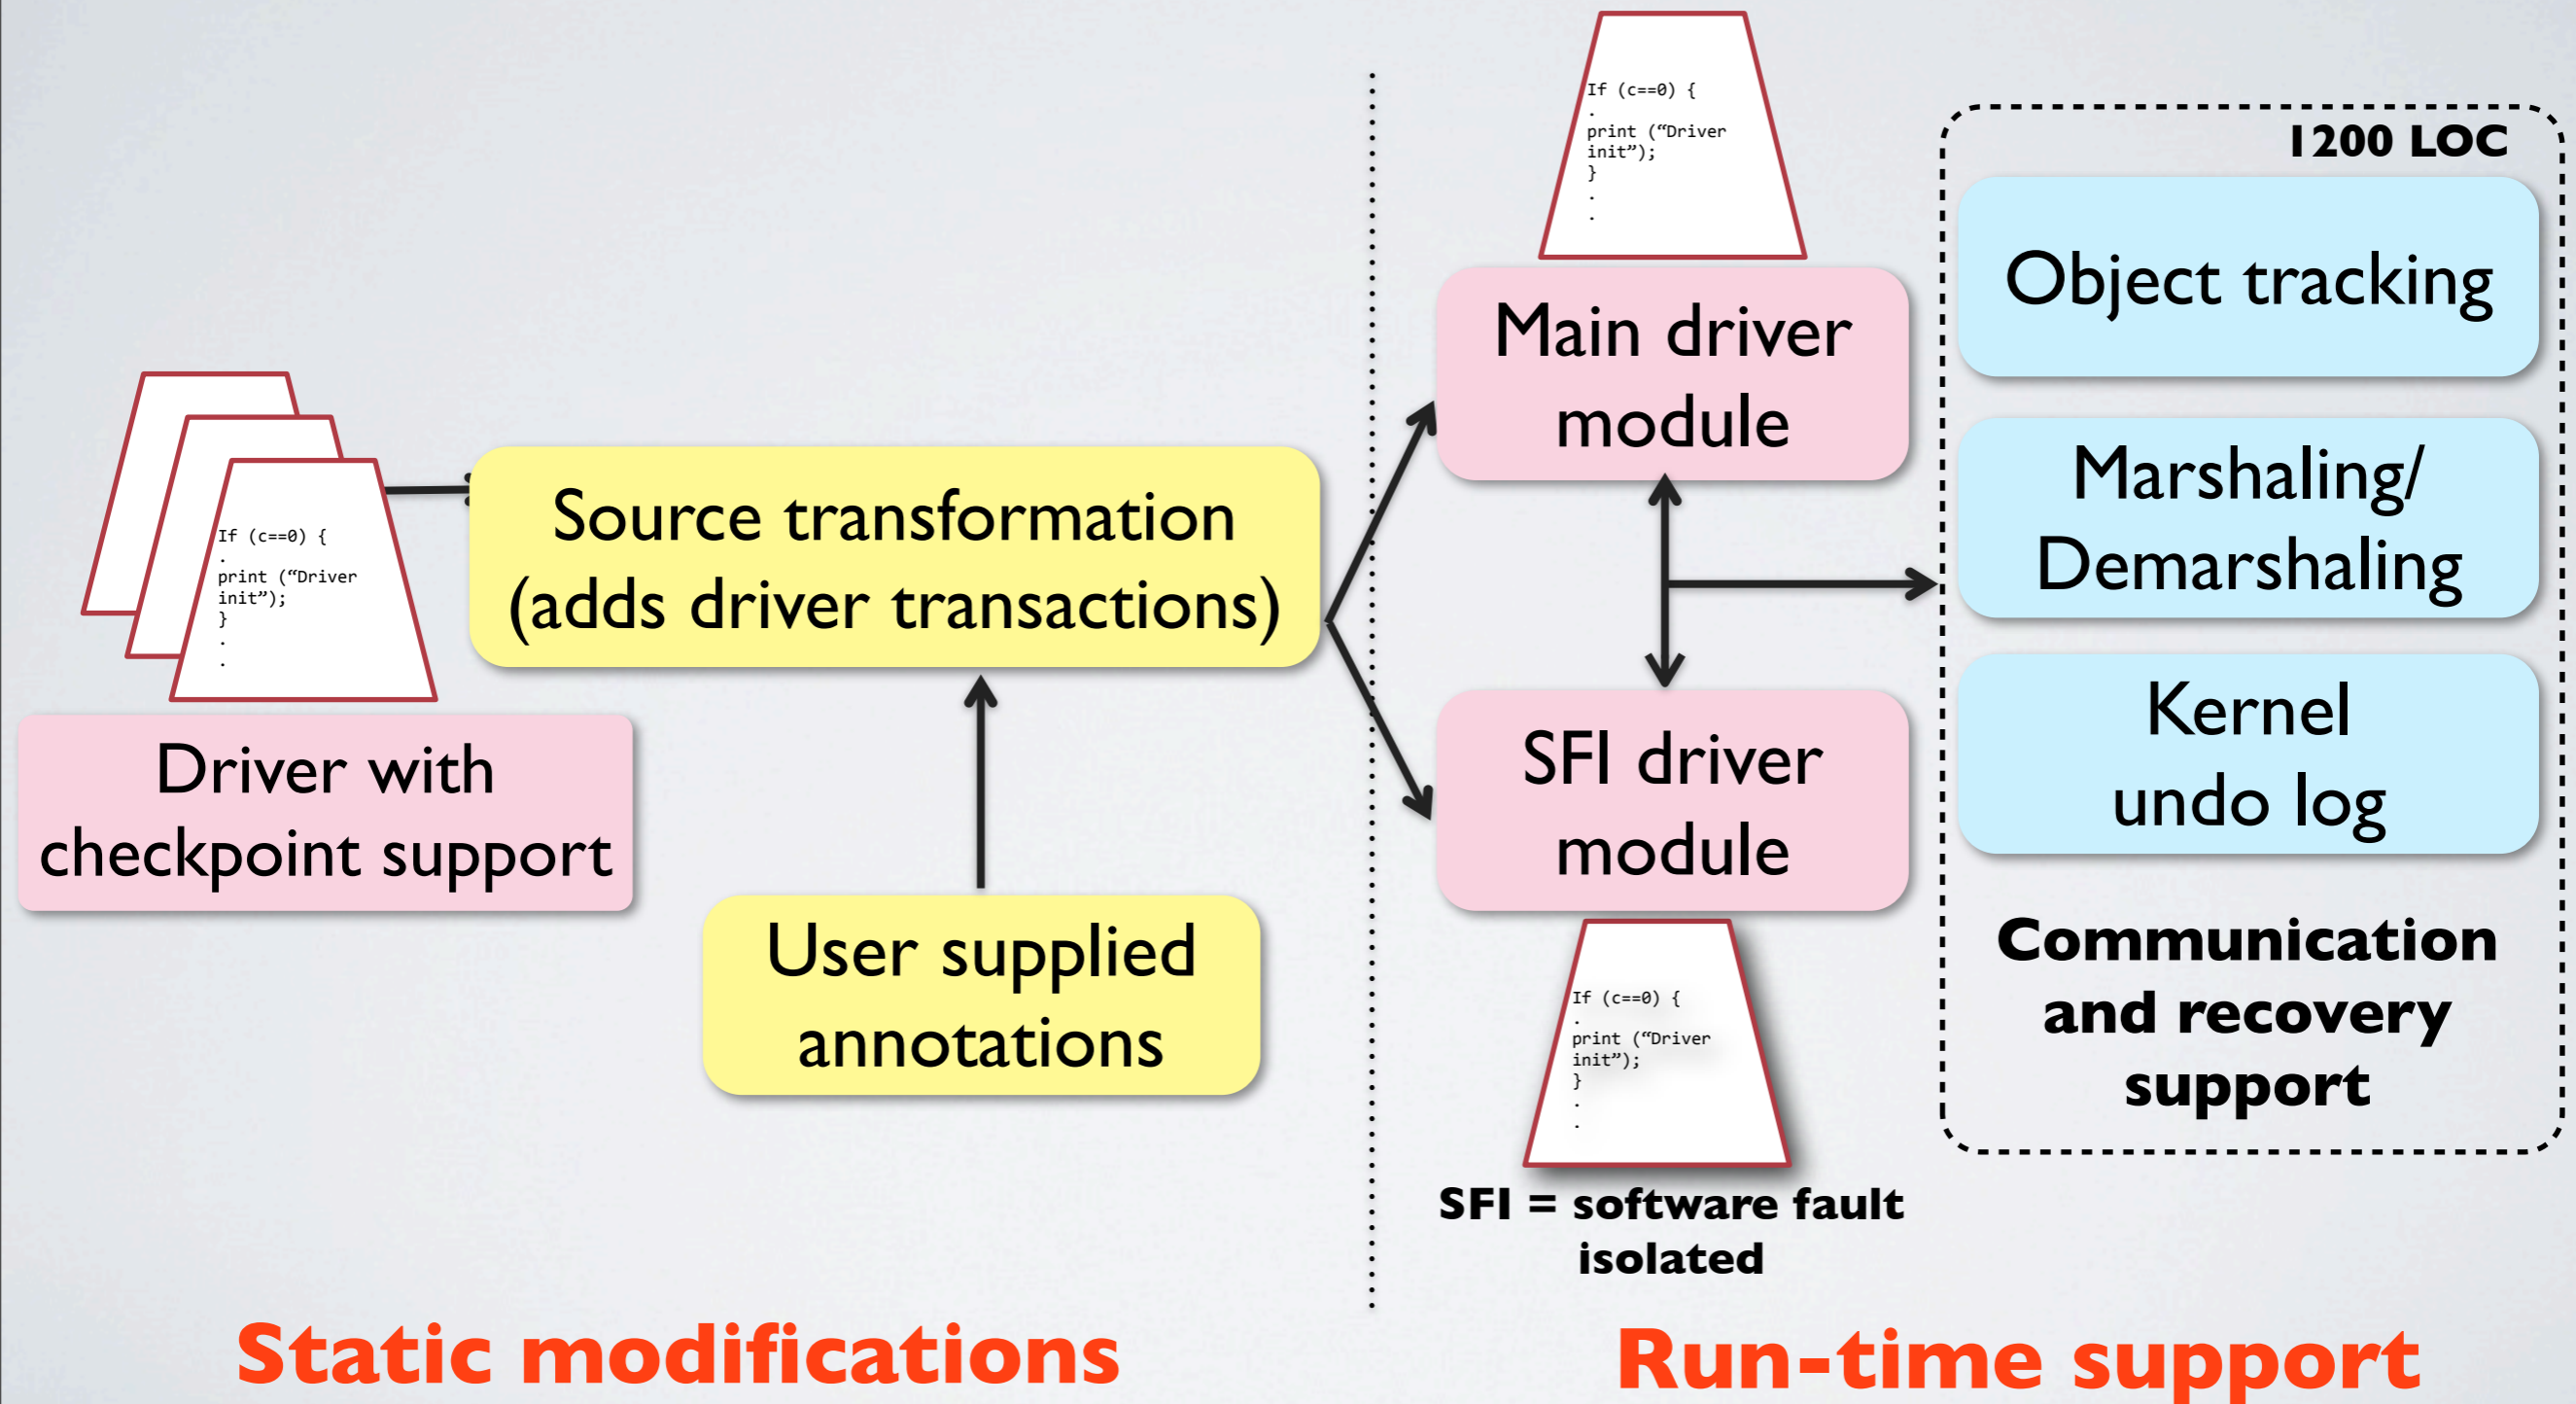 If (c==0) {
.
print (“Driver
init”);
}
.
.
Driver with
checkpoint support
Source transformation
(adds driver transactions)
User supplied
annotations
Static modifications
If (c==0) {
.
print (“Driver
init”);
}
.
.
Main driver
module
SFI driver
module
If (c==0) {
.
print (“Driver
init”);
}
.
.
SFI = software fault
isolated
1200 LOC
Object tracking
Marshaling/
Demarshaling
Kernel
undo log
Communication
and recovery
support
Run-time support